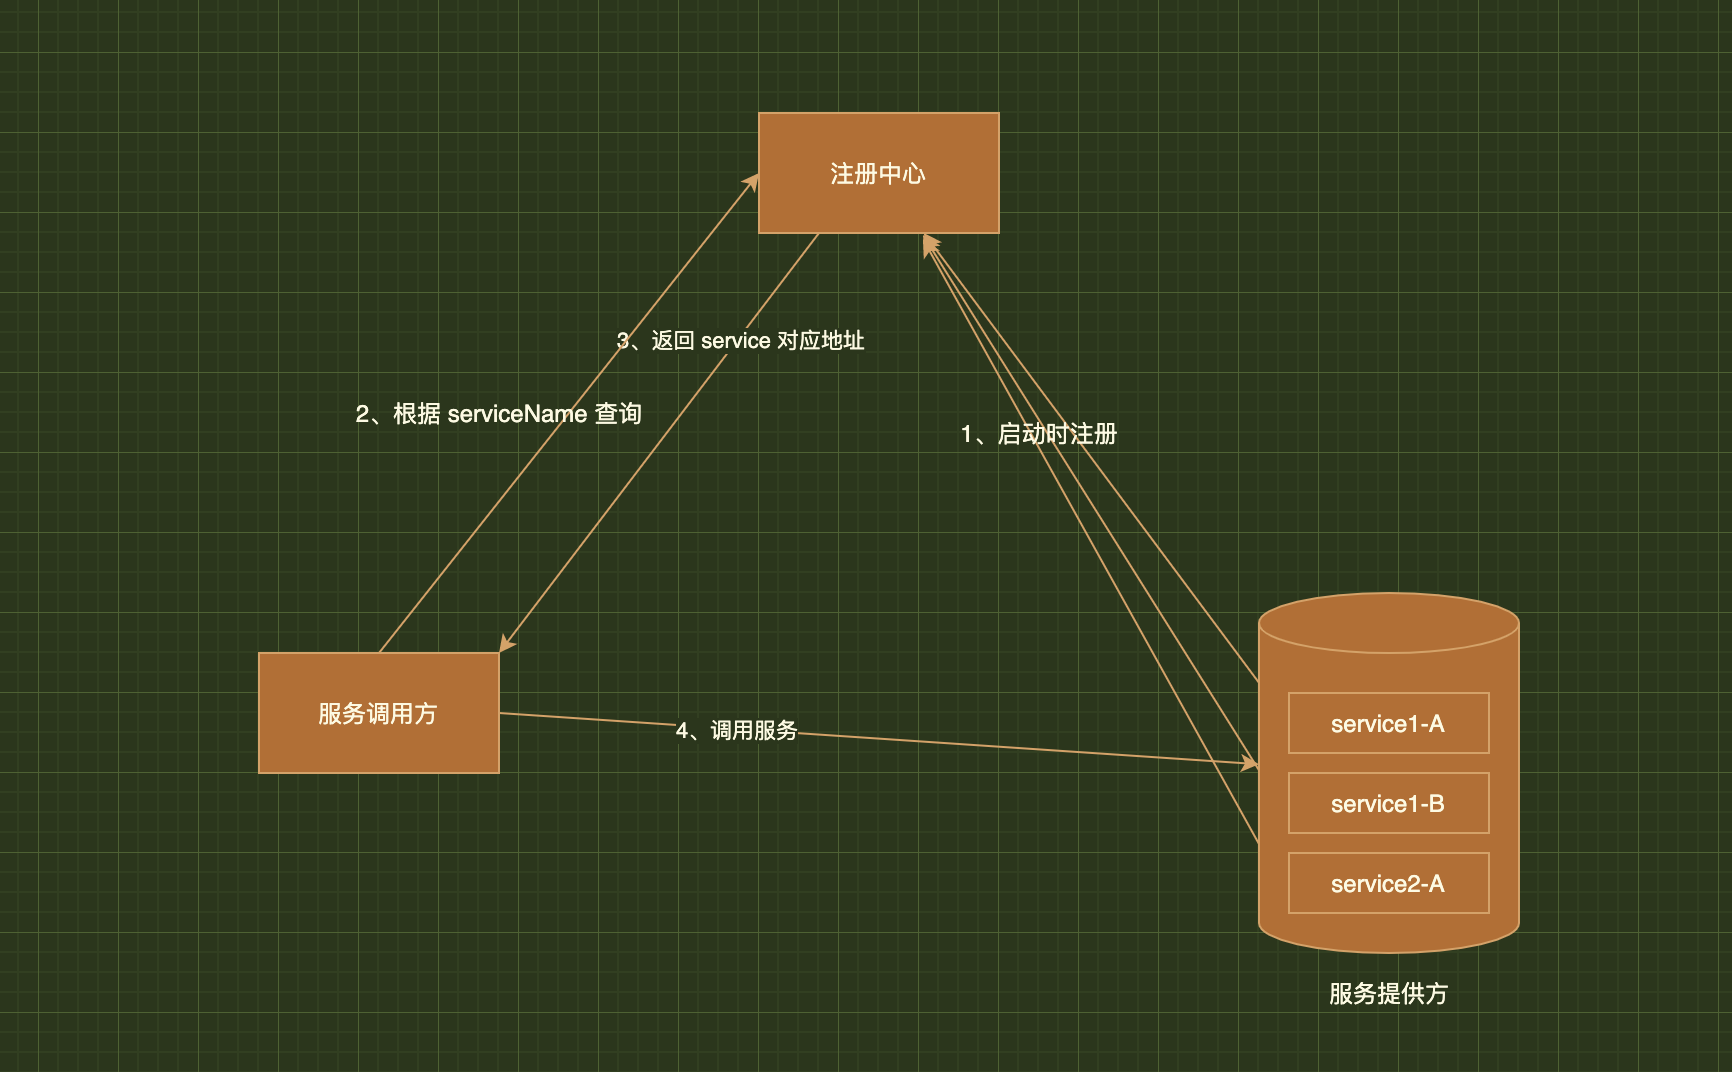 注册中心
3、返回 service 对应地址
2、根据 serviceName 查询
1、启动时注册
服务调用方
4、调用服务
service1-A
service1-B
service2-A
服务提供方